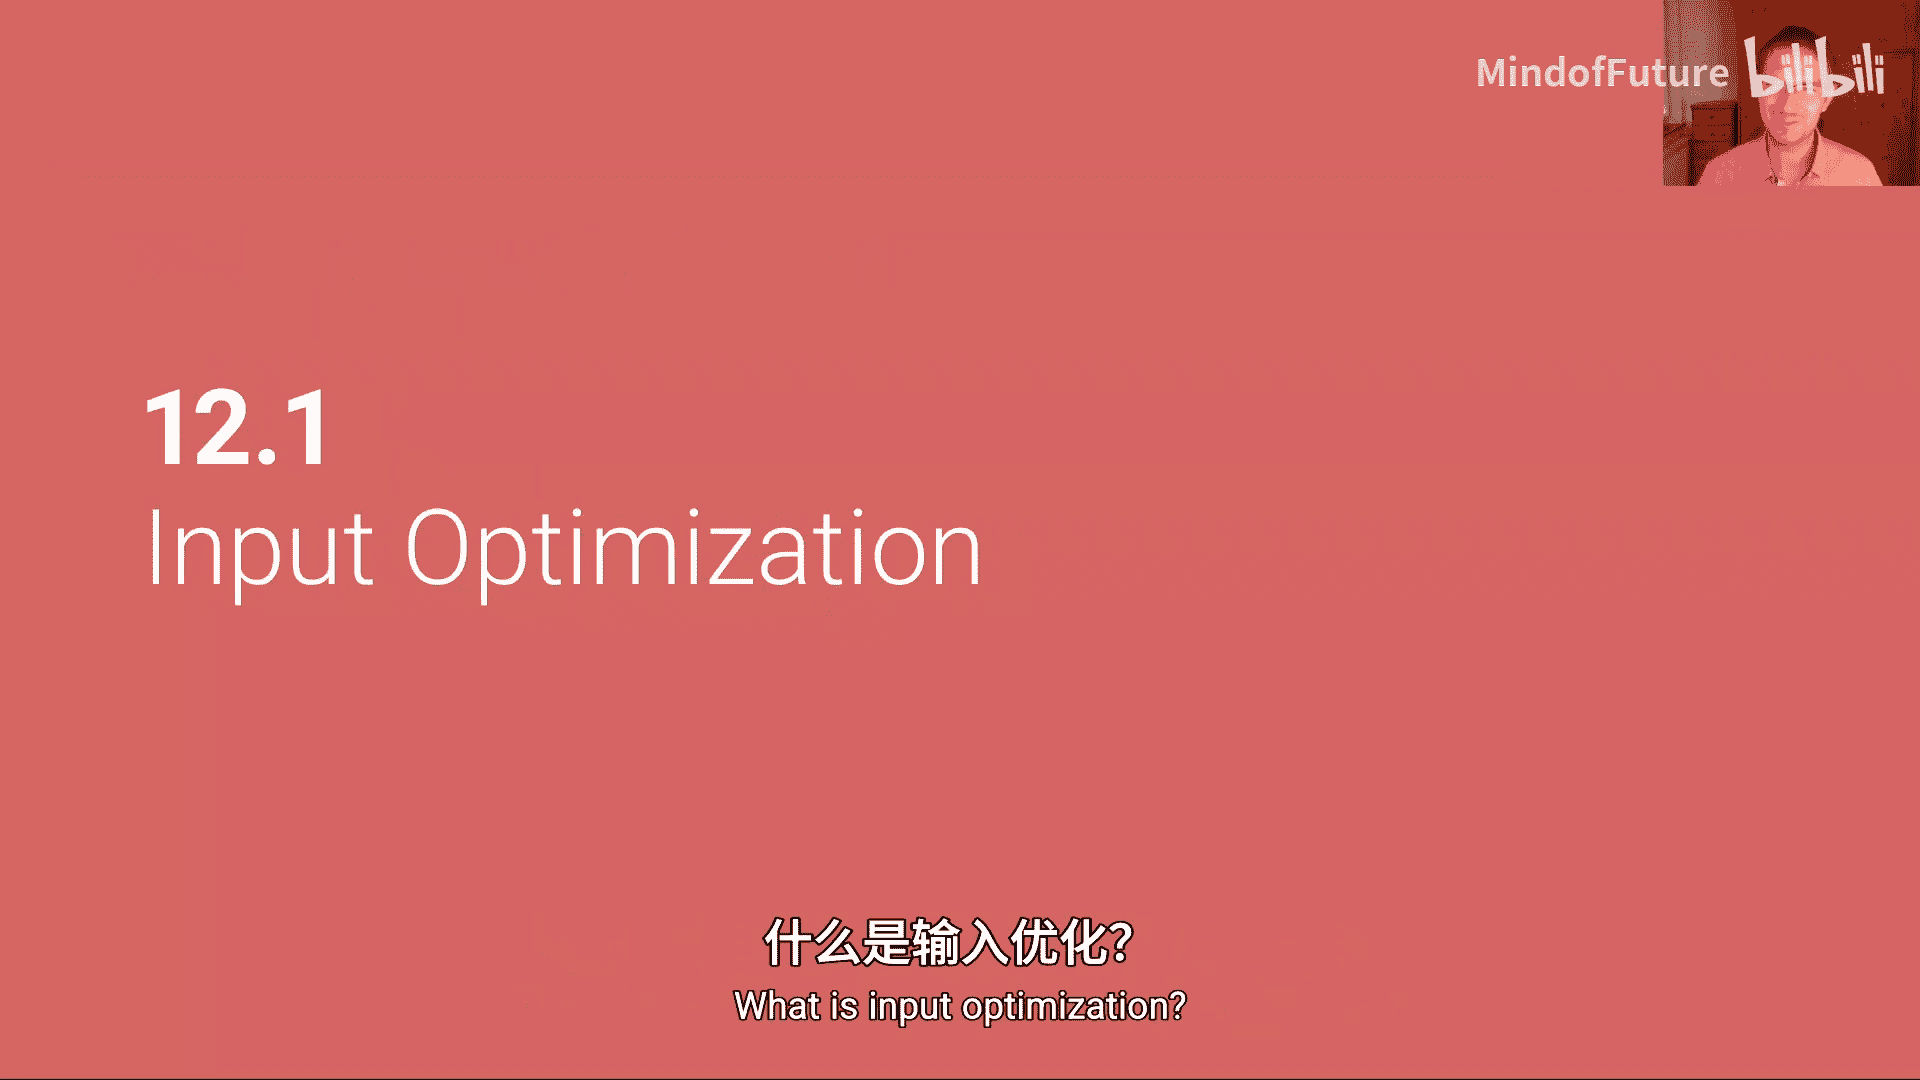 MindofFuture bilibili
12.1
Input Optimization
什么是输入优化？
What is input optimization?